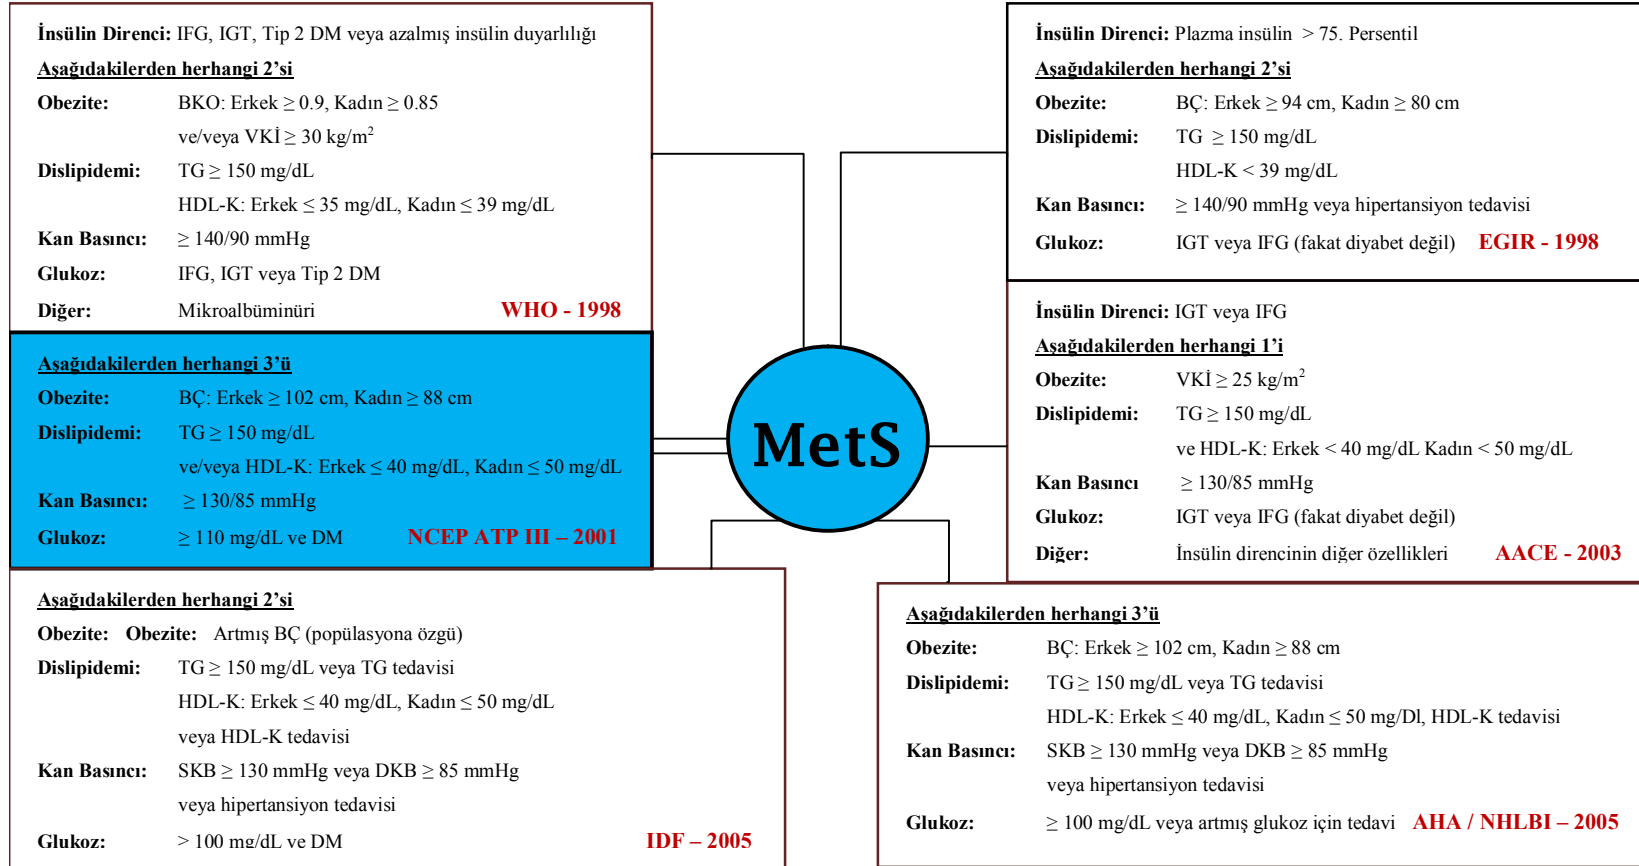 İnsülin Direnci: IFG, IGT, Tip 2 DM veya azalmış insülin duyarlılığı
Aşağıdakilerden herhangi 2’si
Obezite: BKO: Erkek ≥ 0.9, Kadın ≥ 0.85
ve/veya VKİ ≥ 30 kg/m²
Dislipidemi: TG ≥ 150 mg/dL
HDL-K: Erkek ≤ 35 mg/dL, Kadın ≤ 39 mg/dL
Kan Basıncı: ≥ 140/90 mmHg
Glukoz: IFG, IGT veya Tip 2 DM
Diğer: Mikroalbüminüri WHO - 1998
Aşağıdakilerden herhangi 3’ü
Obezite: BÇ: Erkek ≥ 102 cm, Kadın ≥ 88 cm
Dislipidemi: TG ≥ 150 mg/dL
ve/veya HDL-K: Erkek ≤ 40 mg/dL, Kadın ≤ 50 mg/dL
Kan Basıncı: ≥ 130/85 mmHg
Glukoz: ≥ 110 mg/dL ve DM NCEP ATP III – 2001
Aşağıdakilerden herhangi 2’si
Obezite: Obezite: Artmış BÇ (popülasyona özgü)
Dislipidemi: TG ≥ 150 mg/dL veya TG tedavisi
HDL-K: Erkek ≤ 40 mg/dL, Kadın ≤ 50 mg/dL
veya HDL-K tedavisi
Kan Basıncı: SKB ≥ 130 mmHg veya DKB ≥ 85 mmHg
veya hipertansiyon tedavisi
Glukoz: > 100 mg/dL ve DM IDF – 2005
MetS
İnsülin Direnci: Plazma insülin > 75. Persentil
Aşağıdakilerden herhangi 2’si
Obezite: BÇ: Erkek ≥ 94 cm, Kadın ≥ 80 cm
Dislipidemi: TG ≥ 150 mg/dL
HDL-K < 39 mg/dL
Kan Basıncı: ≥ 140/90 mmHg veya hipertansiyon tedavisi
Glukoz: IGT veya IFG (fakat diyabet değil) EGIR - 1998
İnsülin Direnci: IGT veya IFG
Aşağıdakilerden herhangi 1’i
Obezite: VKİ ≥ 25 kg/m²
Dislipidemi: TG ≥ 150 mg/dL
ve HDL-K: Erkek < 40 mg/dL Kadın < 50 mg/dL
Kan Basıncı ≥ 130/85 mmHg
Glukoz: IGT veya IFG (fakat diyabet değil)
Diğer: İnsülin direncinin diğer özellikleri AACE - 2003
Aşağıdakilerden herhangi 3’ü
Obezite: BÇ: Erkek ≥ 102 cm, Kadın ≥ 88 cm
Dislipidemi: TG ≥ 150 mg/dL veya TG tedavisi
HDL-K: Erkek ≤ 40 mg/dL, Kadın ≤ 50 mg/Dl, HDL-K tedavisi
Kan Basıncı: SKB ≥ 130 mmHg veya DKB ≥ 85 mmHg
veya hipertansiyon tedavisi
Glukoz: ≥ 100 mg/dL veya artmış glukoz için tedavi AHA / NHLBI – 2005